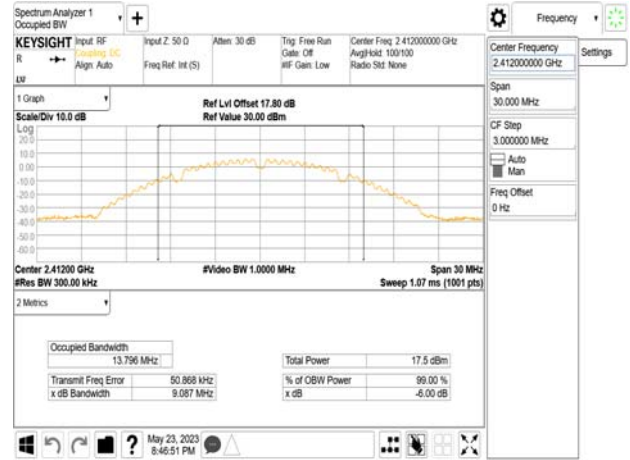 Spectrum Analyzer 1
Occupied BW
Frequency
KEYSIGHT
R
LU
Input: RF
Coupling: DC
Align: Auto
Input Z: 50 Ω
Freq Ref: Int (S)
Atten: 30 dB
Trig: Free Run
Gate: Off
#IF Gain: Low
Center Freq: 2.412000000 GHz
Avg|Hold: 100/100
Radio Std: None
Center Frequency
2.412000000 GHz
Settings
Span
30.000 MHz
CF Step
3.000000 MHz
Auto
Man
Freq Offset
0 Hz
1 Graph
Scale/Div 10.0 dB
Ref Lvl Offset 17.80 dB
Ref Value 30.00 dBm
Log
20.0
10.0
0.00
-10.0
-20.0
-30.0
-40.0
-50.0
-60.0
Center 2.41200 GHz
#Res BW 300.00 kHz
#Video BW 1.0000 MHz
Span 30 MHz
Sweep 1.07 ms (1001 pts)
2 Metrics
Occupied Bandwidth
13.796 MHz
Total Power 17.5 dBm
Transmit Freq Error 50.868 kHz
% of OBW Power 99.00 %
x dB Bandwidth 9.087 MHz
x dB -6.00 dB
?
May 23, 2023
8:46:51 PM